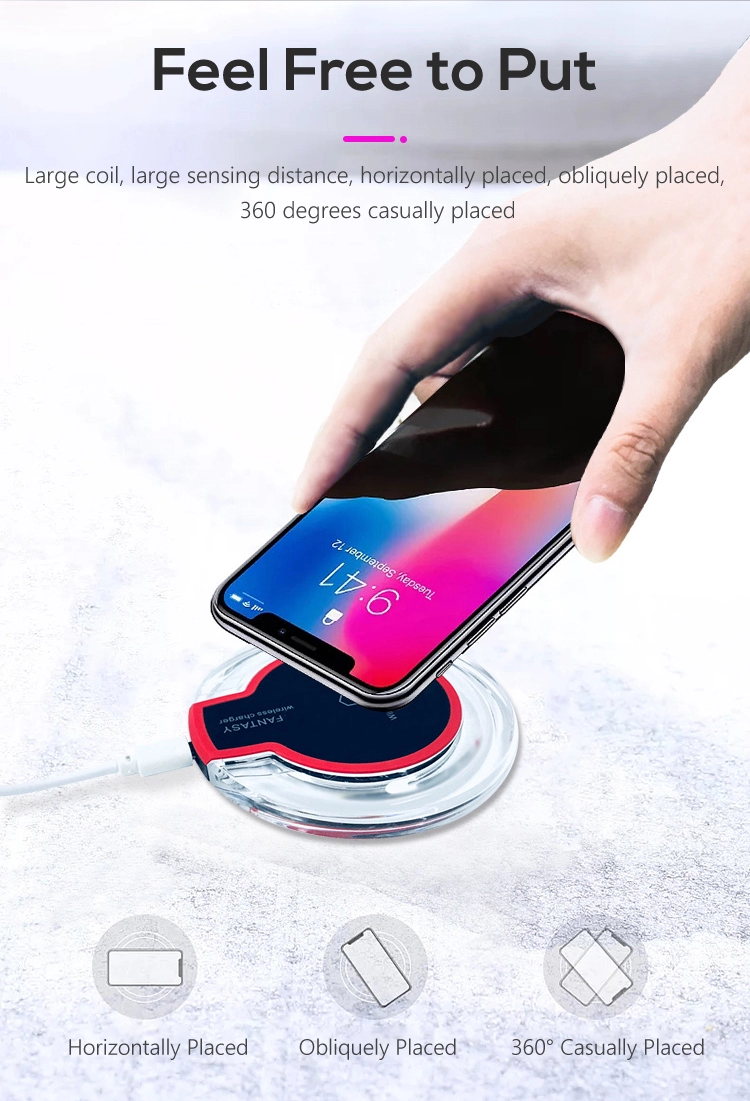 Feel Free to Put
Large coil, large sensing distance, horizontally placed, obliquely placed,
360 degrees casually placed
Tuesday, September 12
9:41
FANTASY
wireless charger
Horizontally Placed
Obliquely Placed
360° Casually Placed